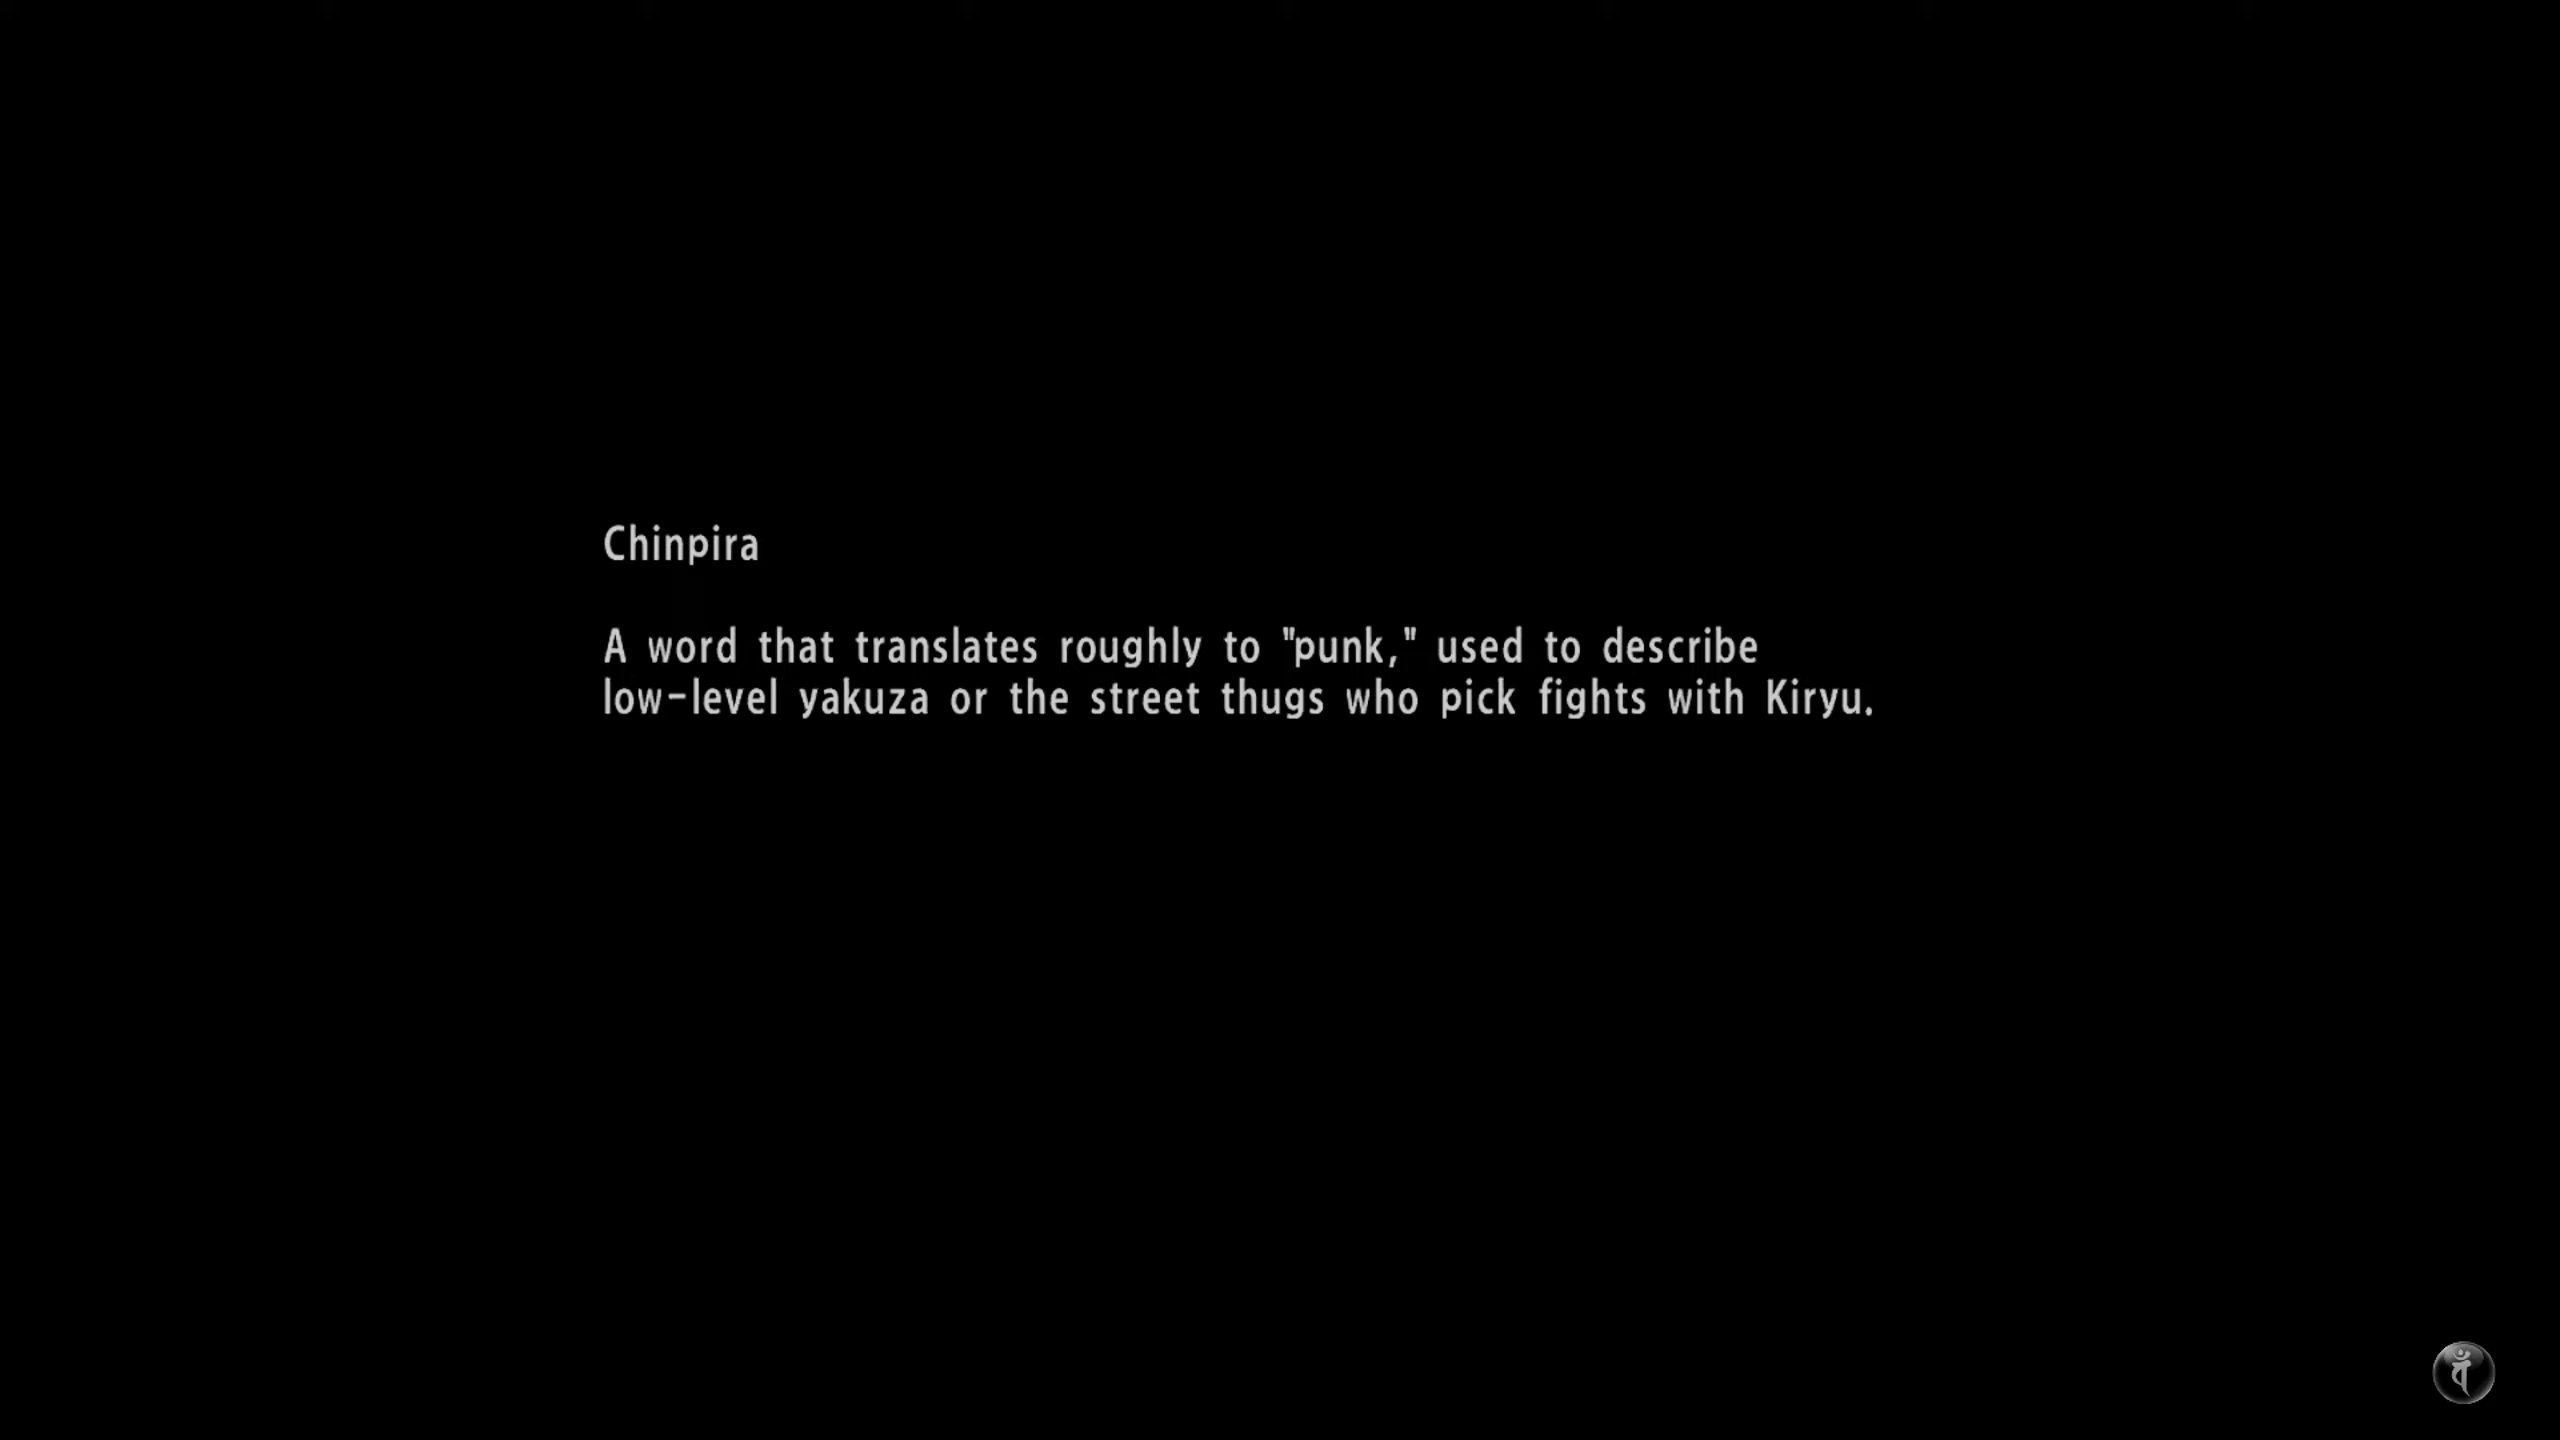 Chinpira
A word that translates roughly to "punk," used to describe
low-level yakuza or the street thugs who pick fights with Kiryu.